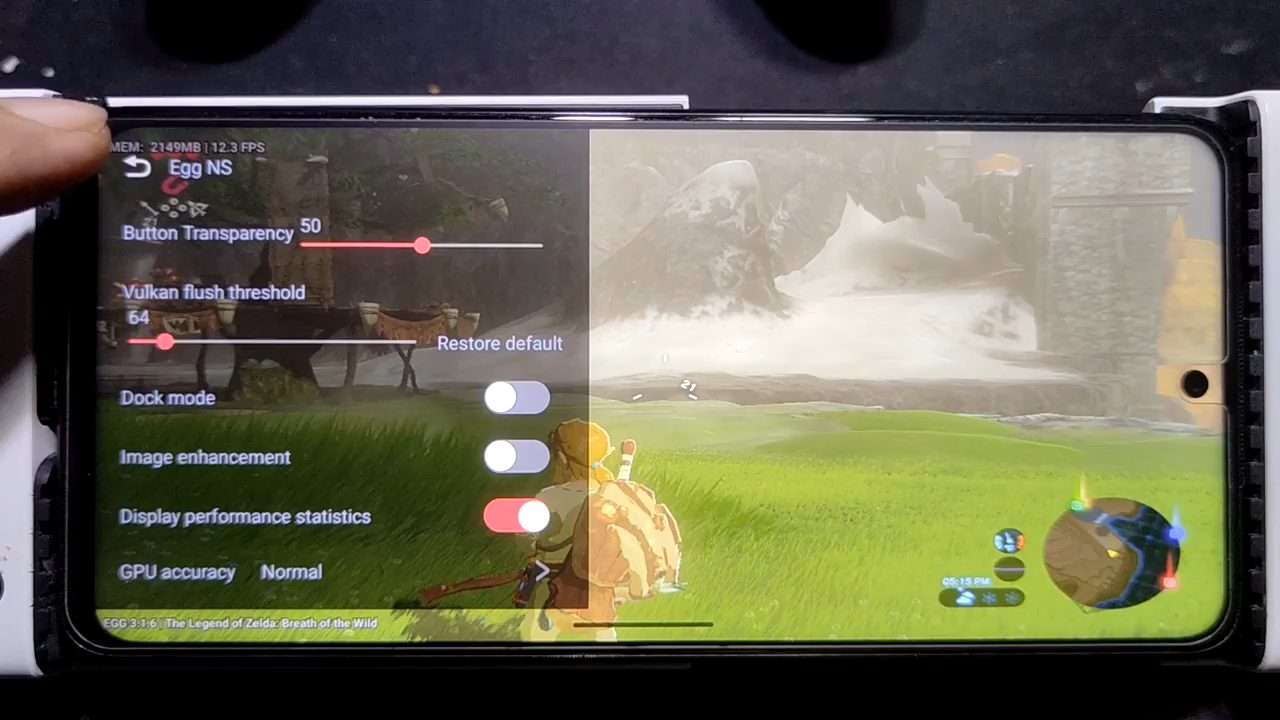 MEM: 2149MB | 12.3 FPS
Egg NS
Button Transparency 50
Vulkan flush threshold
64
Restore default
Dock mode
21
Image enhancement
Display performance statistics
GPU accuracy Normal
05:15 PM
EGG 3.1.6 | The Legend of Zelda: Breath of the Wild